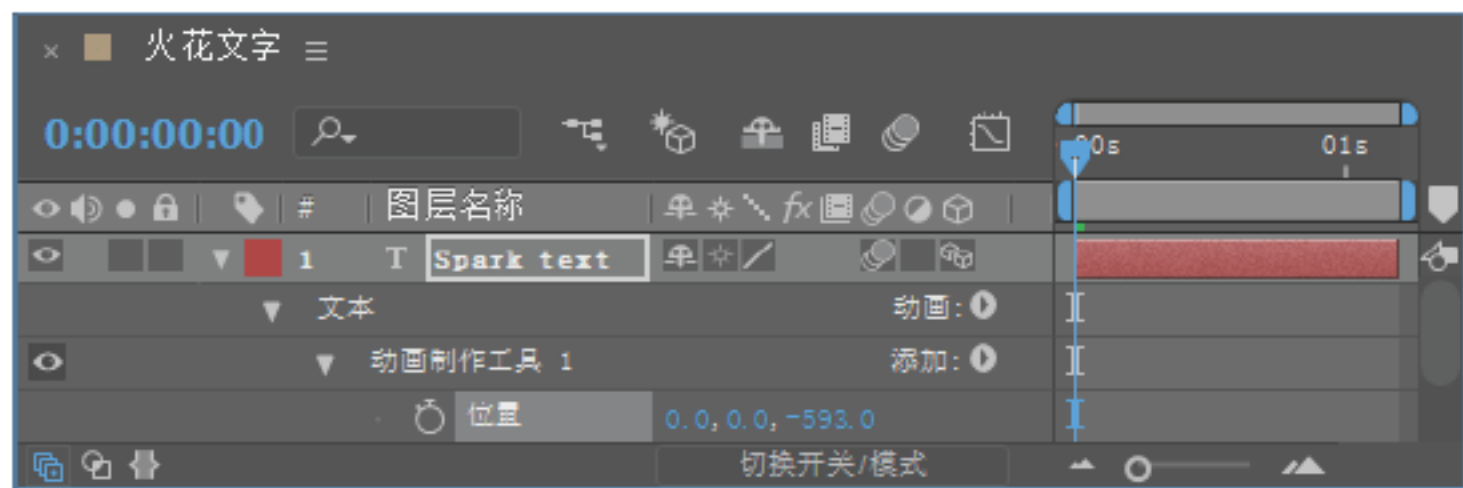 火花文字
0:00:00:00
00s 01s
# 图层名称 fx
1 T Spark text
文本 动画:
动画制作工具 1 添加:
位置 0.0, 0.0, -593.0
切换开关/模式